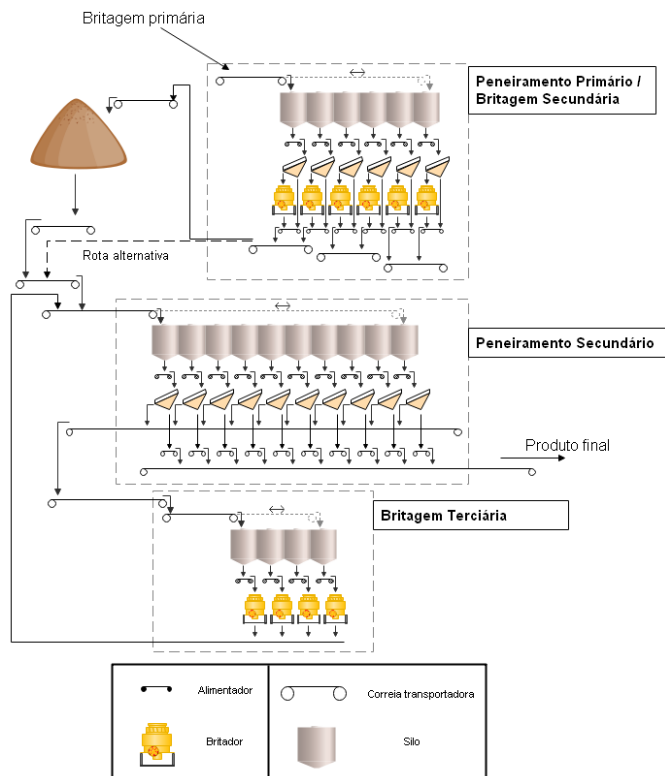 Britagem primária
Peneiramento Primário /
Britagem Secundária
Rota alternativa
Peneiramento Secundário
Produto final
Britagem Terciária
Alimentador
Correia transportadora
Britador
Silo